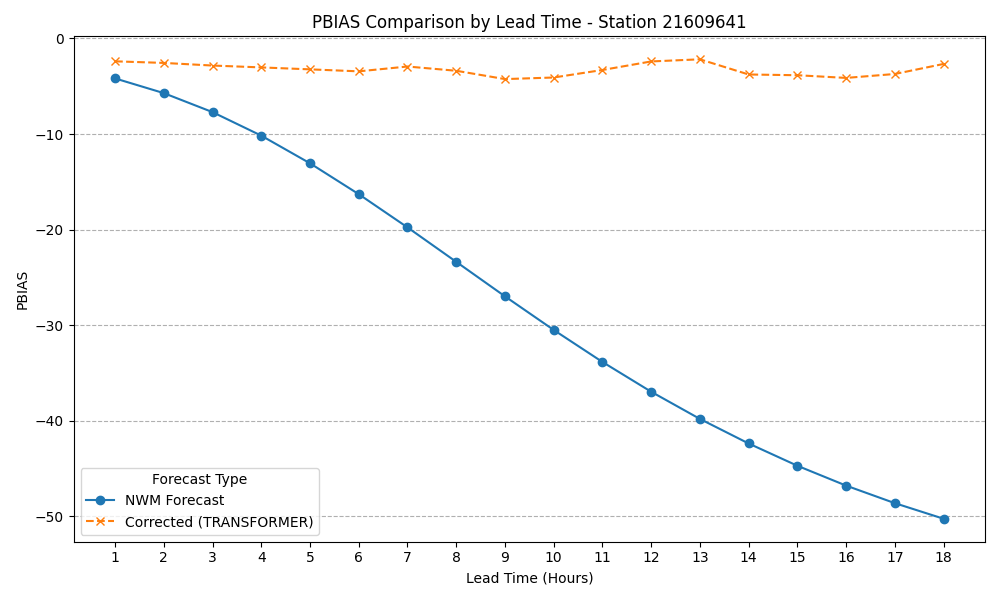 PBIAS Comparison by Lead Time - Station 21609641
0
−10
−20
−30
−40
−50
PBIAS
Forecast Type
NWM Forecast
Corrected (TRANSFORMER)
1 2 3 4 5 6 7 8 9 10 11 12 13 14 15 16 17 18
Lead Time (Hours)